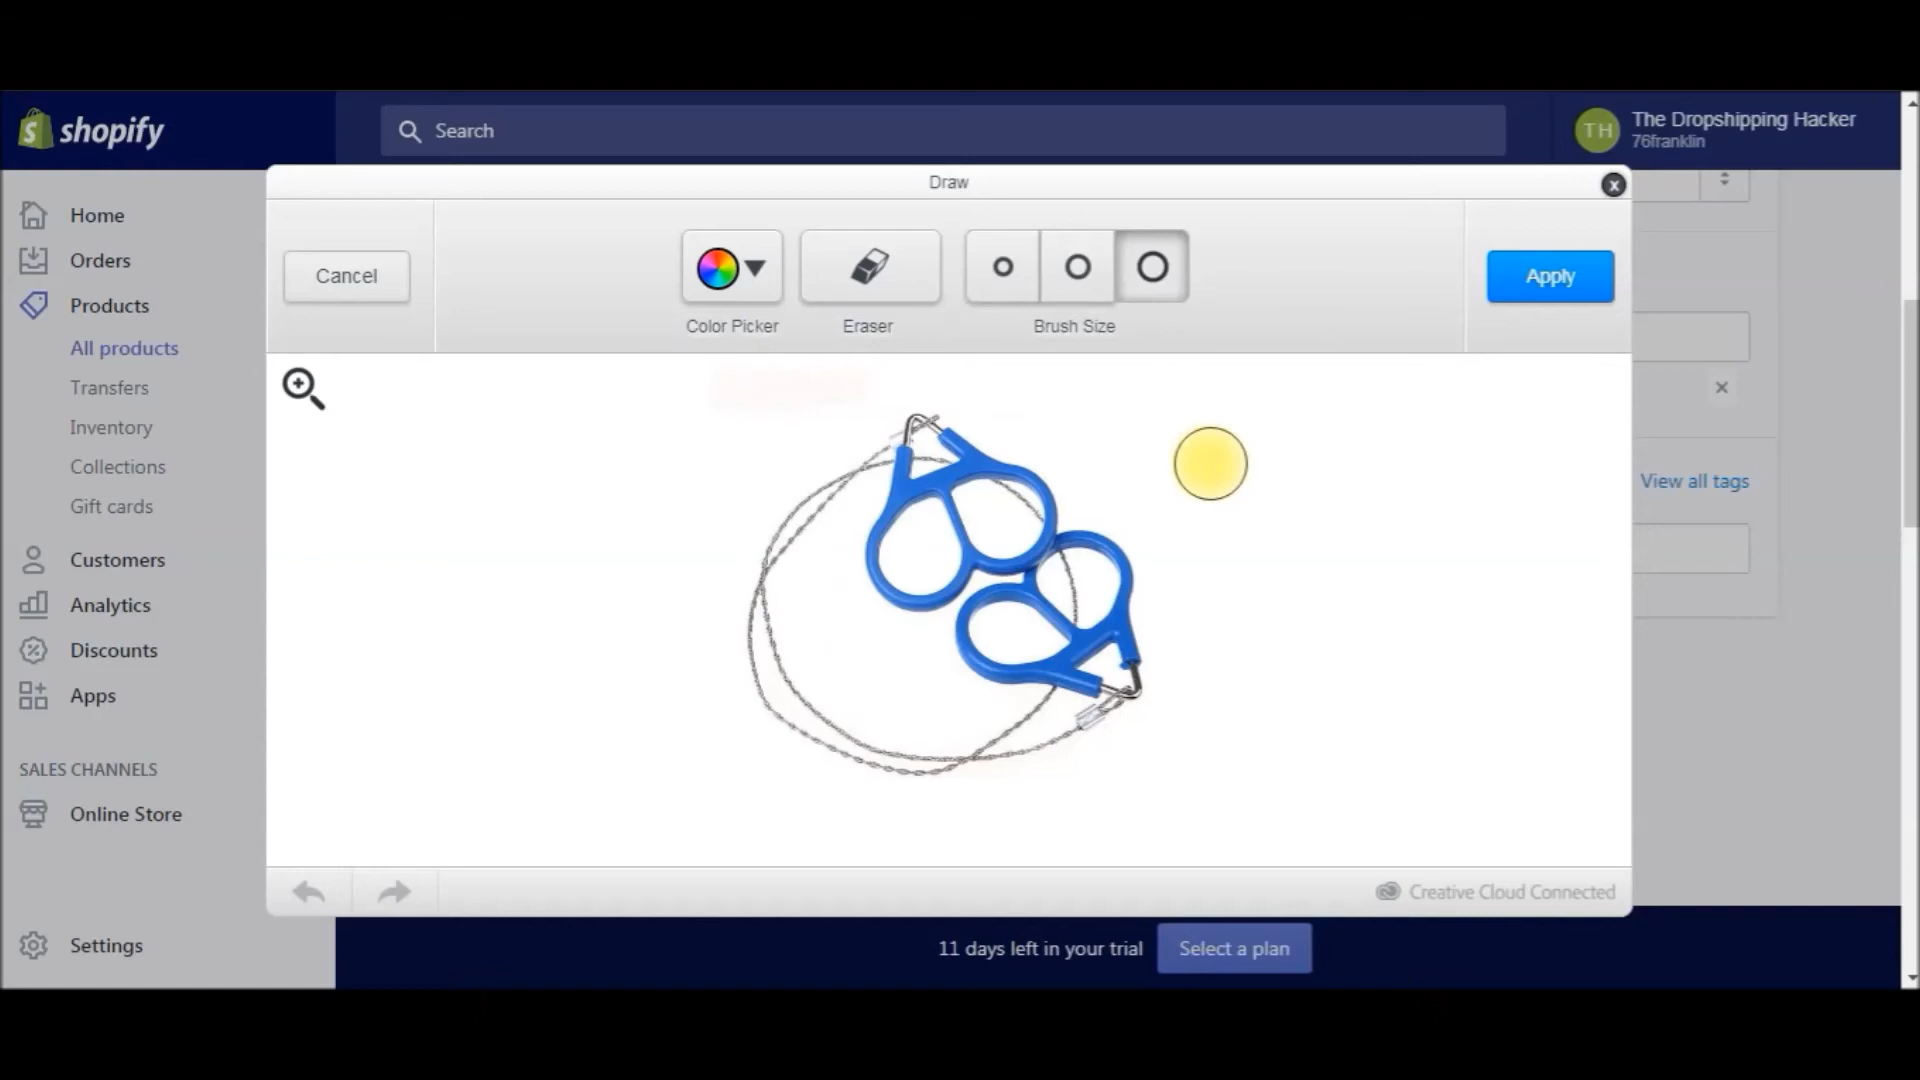 shopify
Search
TH
The Dropshipping Hacker
76franklin
Draw
x
Home
Orders
Products
All products
Transfers
Inventory
Collections
Gift cards
Customers
Analytics
Discounts
Apps
SALES CHANNELS
Online Store
Settings
Cancel
Color Picker
Eraser
Brush Size
Apply
View all tags
Creative Cloud Connected
11 days left in your trial
Select a plan